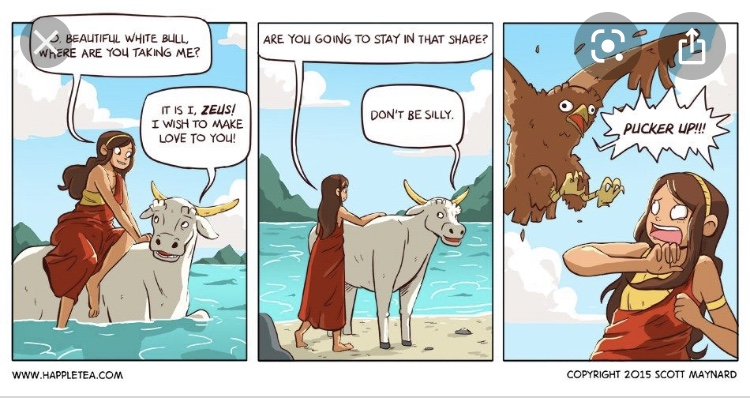 BEAUTIFUL WHITE BULL,
WHERE ARE YOU TAKING ME?
IT IS I, ZEUS!
I WISH TO MAKE
LOVE TO YOU!
ARE YOU GOING TO STAY IN THAT SHAPE?
DON'T BE SILLY.
PUCKER UP!!!
WWW.HAPPLETEA.COM
COPYRIGHT 2015 SCOTT MAYNARD